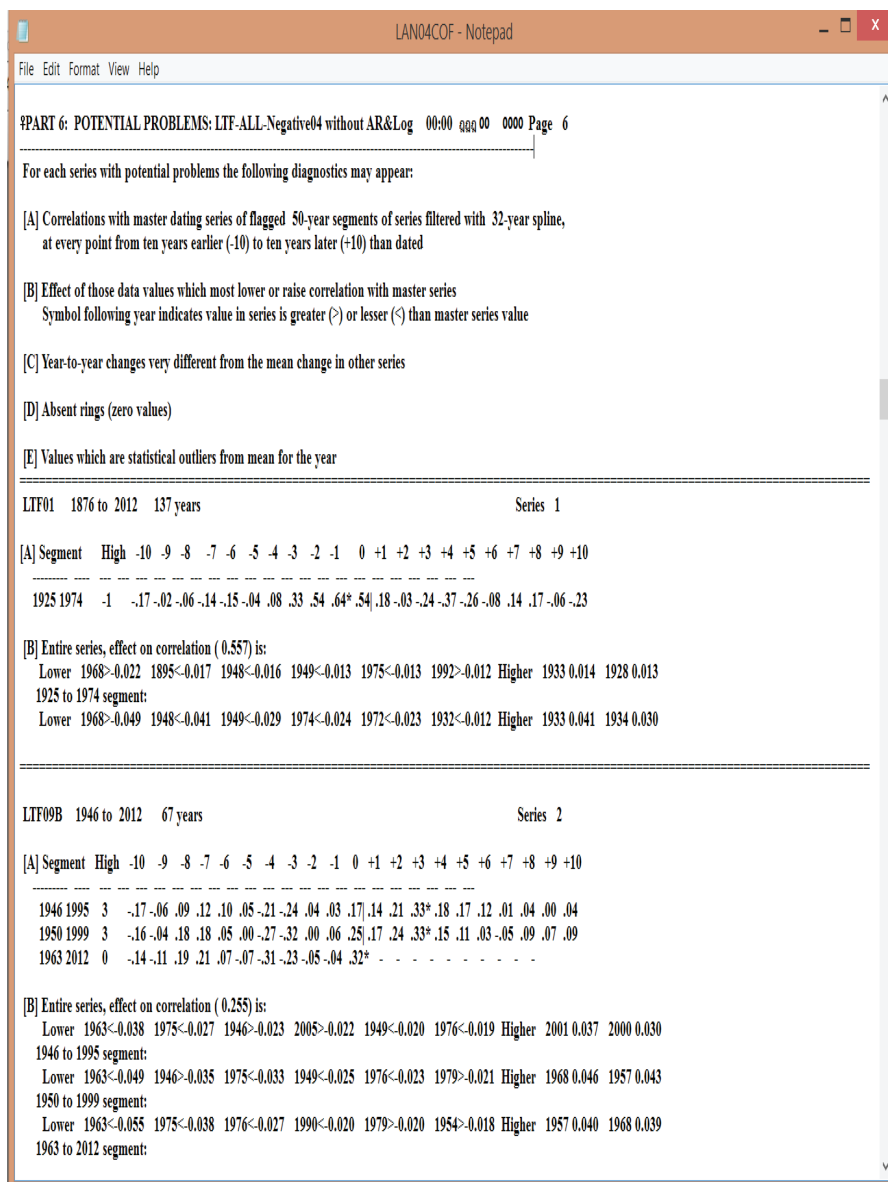 LAN04COF - Notepad
File Edit Format View Help
PART 6: POTENTIAL PROBLEMS: LTF-ALL-Negative04 without AR&Log 00:00 00 0000 Page 6
-----------------------------------------------------------------------
For each series with potential problems the following diagnostics may appear:
[A] Correlations with master dating series of flagged 50-year segments of series filtered with 32-year spline,
at every point from ten years earlier (-10) to ten years later (+10) than dated
[B] Effect of those data values which most lower or raise correlation with master series
Symbol following year indicates value in series is greater (>) or lesser (<) than master series value
[C] Year-to-year changes very different from the mean change in other series
[D] Absent rings (zero values)
[E] Values which are statistical outliers from mean for the year
=======================================================================
LTF01 1876 to 2012 137 years Series 1
[A] Segment High -10 -9 -8 -7 -6 -5 -4 -3 -2 -1 0 +1 +2 +3 +4 +5 +6 +7 +8 +9 +10
--------- ---- --- --- --- --- --- --- --- --- --- --- --- --- --- --- --- --- --- --- --- --- ---
1925 1974 -1 -.17 -.02 -.06 -.14 -.15 -.04 .08 .33 .54 .64* .54| .18 -.03 -.24 -.37 -.26 -.08 .14 .17 -.06 -.23
[B] Entire series, effect on correlation ( 0.557) is:
Lower 1968>-0.022 1895<-0.017 1948<-0.016 1949<-0.013 1975<-0.013 1992>-0.012 Higher 1933 0.014 1928 0.013
1925 to 1974 segment:
Lower 1968>-0.049 1948<-0.041 1949<-0.029 1974<-0.024 1972<-0.023 1932<-0.012 Higher 1933 0.041 1934 0.030
=======================================================================
LTF09B 1946 to 2012 67 years Series 2
[A] Segment High -10 -9 -8 -7 -6 -5 -4 -3 -2 -1 0 +1 +2 +3 +4 +5 +6 +7 +8 +9 +10
--------- ---- --- --- --- --- --- --- --- --- --- --- --- --- --- --- --- --- --- --- --- --- ---
1946 1995 3 -.17 -.06 .09 .12 .10 .05 -.21 -.24 .04 .03 .17| .14 .21 .33* .18 .17 .12 .01 .04 .00 .04
1950 1999 3 -.16 -.04 .18 .18 .05 .00 -.27 -.32 .00 .06 .25| .17 .24 .33* .15 .11 .03 -.05 .09 .07 .09
1963 2012 0 -.14 -.11 .19 .21 .07 -.07 -.31 -.23 -.05 -.04 .32* - - - - - - - - - -
[B] Entire series, effect on correlation ( 0.255) is:
Lower 1963<-0.038 1975<-0.027 1946>-0.023 2005>-0.022 1949<-0.020 1976<-0.019 Higher 2001 0.037 2000 0.030
1946 to 1995 segment:
Lower 1963<-0.049 1946>-0.035 1975<-0.033 1949<-0.025 1976<-0.023 1979>-0.021 Higher 1968 0.046 1957 0.043
1950 to 1999 segment:
Lower 1963<-0.055 1975<-0.038 1976<-0.027 1990<-0.020 1979>-0.020 1954>-0.018 Higher 1957 0.040 1968 0.039
1963 to 2012 segment: